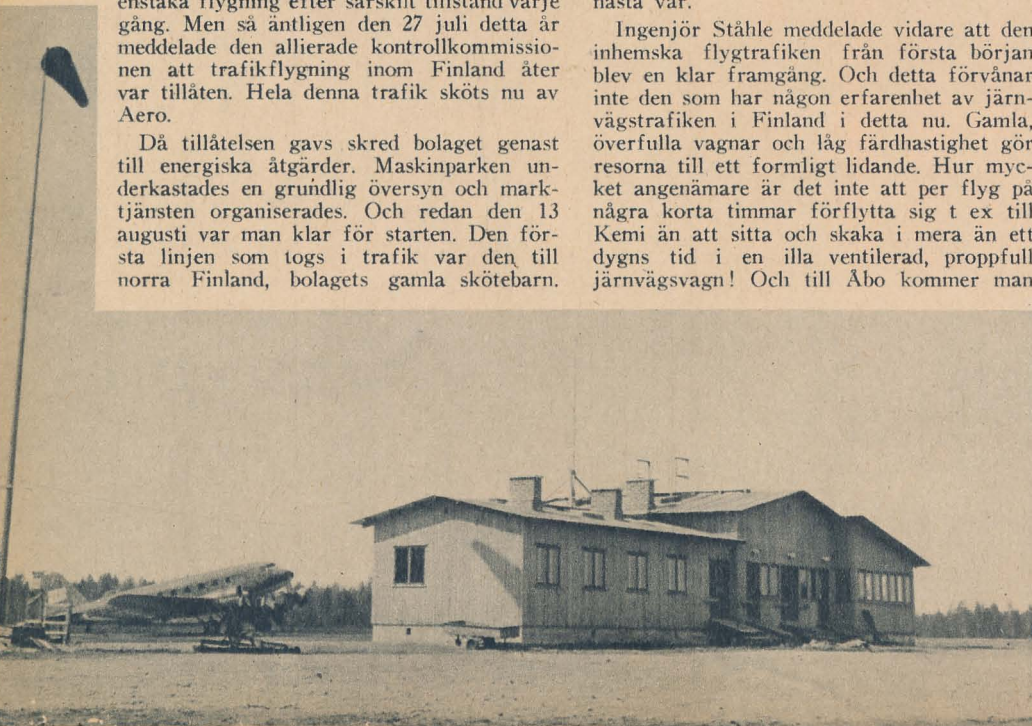 enstaka flygning efter särskilt tillstånd varje
gång. Men så äntligen den 27 juli detta år
meddelade den allierade kontrollkommissio-
nen att trafikflygning inom Finland åter
var tillåten. Hela denna trafik sköts nu av
Aero.
Då tillåtelsen gavs skred bolaget genast
till energiska åtgärder. Maskinparken un-
derkastades en grundlig översyn och mark-
tjänsten organiserades. Och redan den 13
augusti var man klar för starten. Den för-
sta linjen som togs i trafik var den till
norra Finland, bolagets gamla skötebarn.
nästa vår.
Ingenjör Ståhle meddelade vidare att den
inhemska flygtrafiken från första början
blev en klar framgång. Och detta förvånar
inte den som har någon erfarenhet av järn-
vägstrafiken i Finland i detta nu. Gamla,
överfulla vagnar och låg färdhastighet gör
resorna till ett formligt lidande. Hur myc-
ket angenämare är det inte att per flyg på
några korta timmar förflytta sig t ex till
Kemi än att sitta och skaka i mera än ett
dygns tid i en illa ventilerad, proppfull
järnvägsvagn! Och till Åbo kommer man